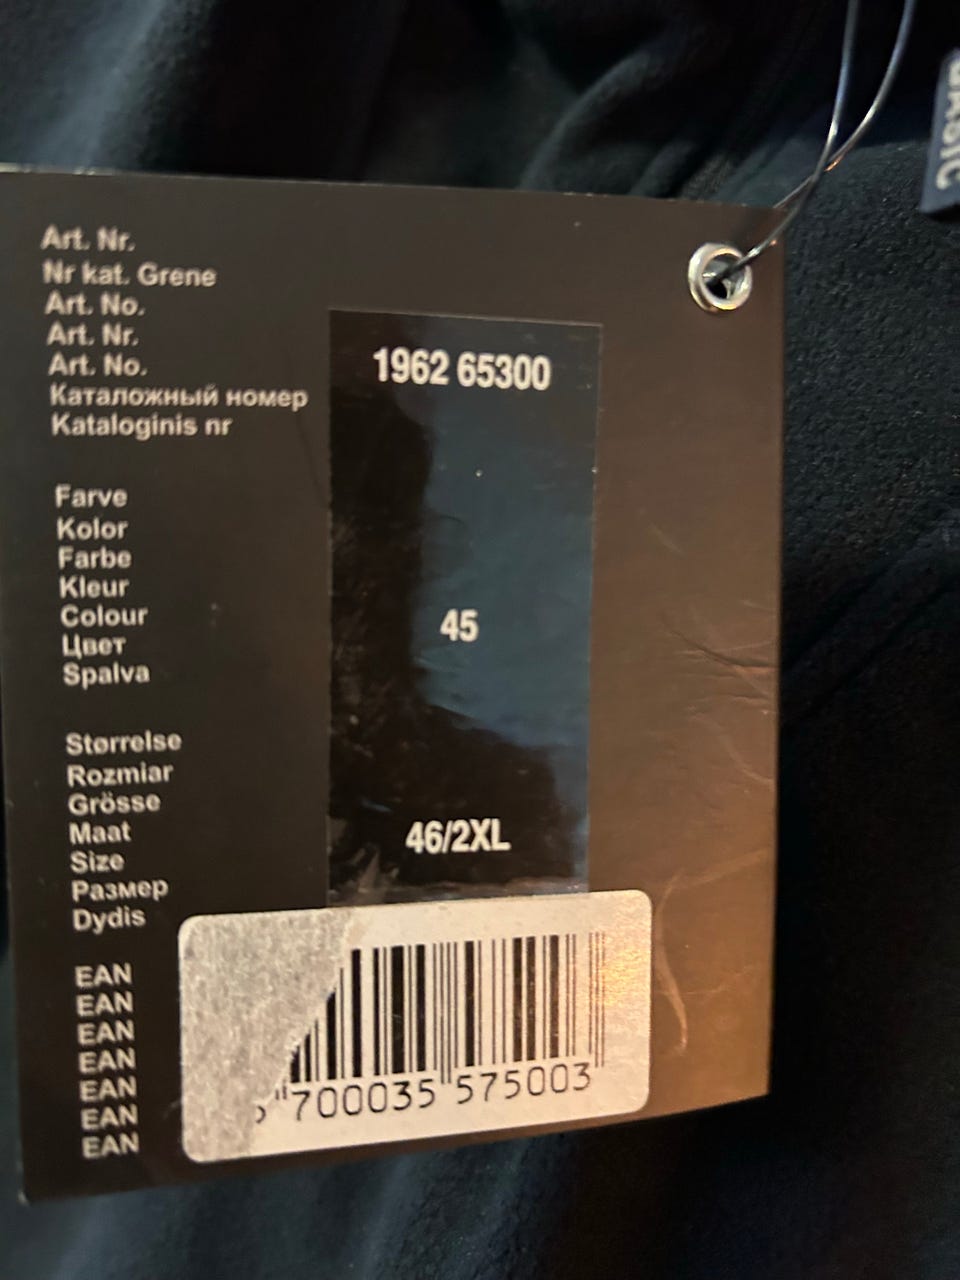 BASIC
Art. Nr.
Nr kat. Grene
Art. No.
Art. Nr.
Art. No.
Каталожный номер
Kataloginis nr
1962 65300
Farve
Kolor
Farbe
Kleur
Colour
Цвет
Spalva
45
Størrelse
Rozmiar
Grösse
Maat
Size
Размер
Dydis
46/2XL
EAN
EAN
EAN
EAN
EAN
EAN
EAN
700035 575003